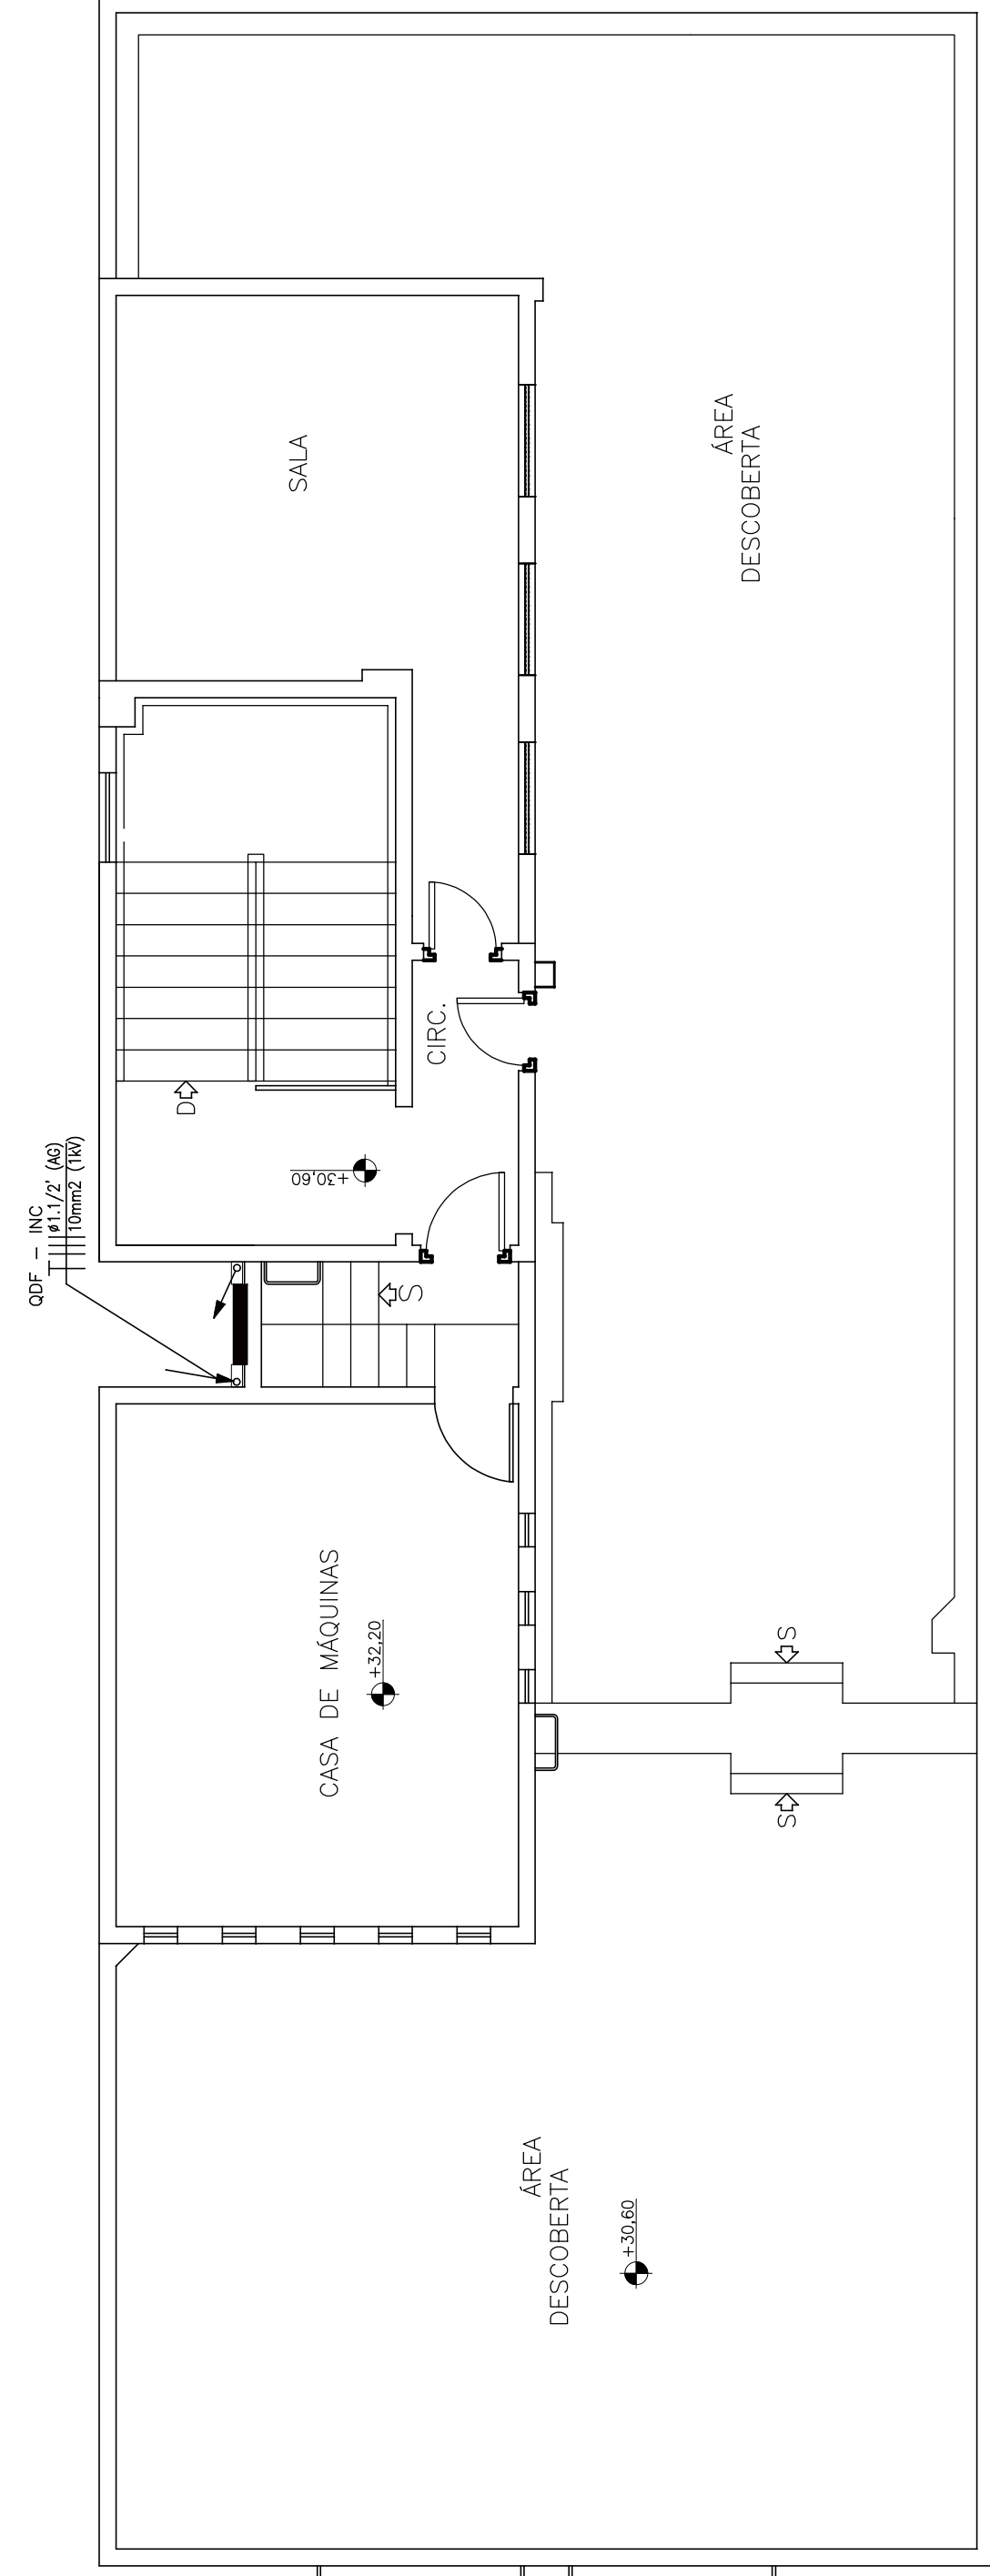 SALA
ÁREA
DESCOBERTA
CIRC.
D
+30,60
QDF - INC
ø1.1/2' (AG)
10mm2 (1kV)
S
CASA DE MÁQUINAS
+32,20
S
S
ÁREA
DESCOBERTA
+30,60